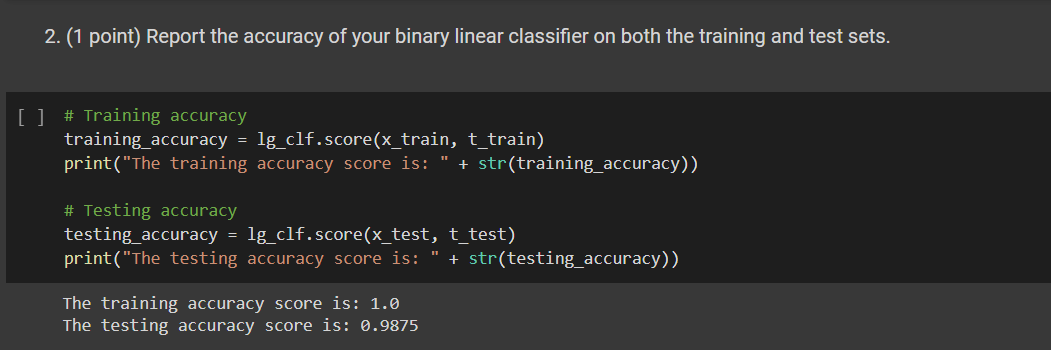 2. (1 point) Report the accuracy of your binary linear classifier on both the training and test sets.
[ ] # Training accuracy
training_accuracy = lg_clf.score(x_train, t_train)
print("The training accuracy score is: " + str(training_accuracy))
# Testing accuracy
testing_accuracy = lg_clf.score(x_test, t_test)
print("The testing accuracy score is: " + str(testing_accuracy))
The training accuracy score is: 1.0
The testing accuracy score is: 0.9875